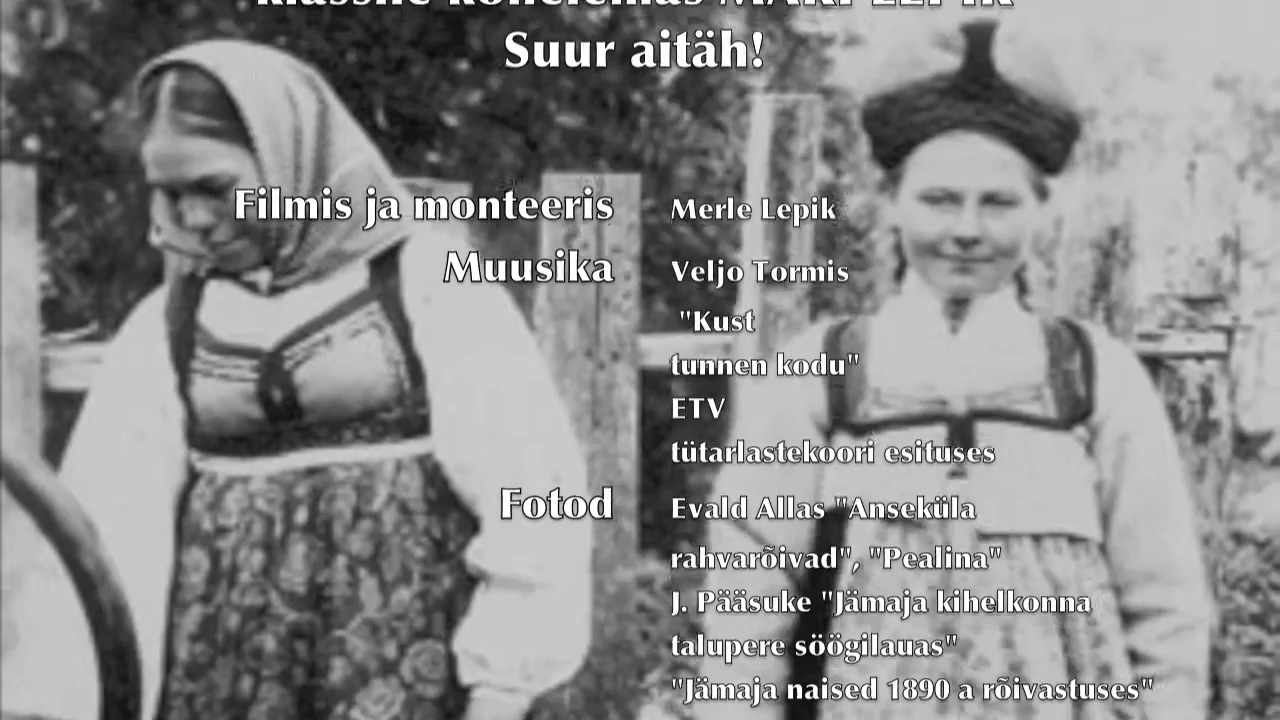 Suur aitäh!
Filmis ja monteeris Merle Lepik
Muusika Veljo Tormis
"Kust
tunnen kodu"
ETV
tütarlastekoori esituses
Fotod Evald Allas "Anseküla
rahvarõivad", "Pealina"
J. Pääsuke "Jämaja kihelkonna
talupere söögilauas"
"Jämaja naised 1890 a rõivastuses"